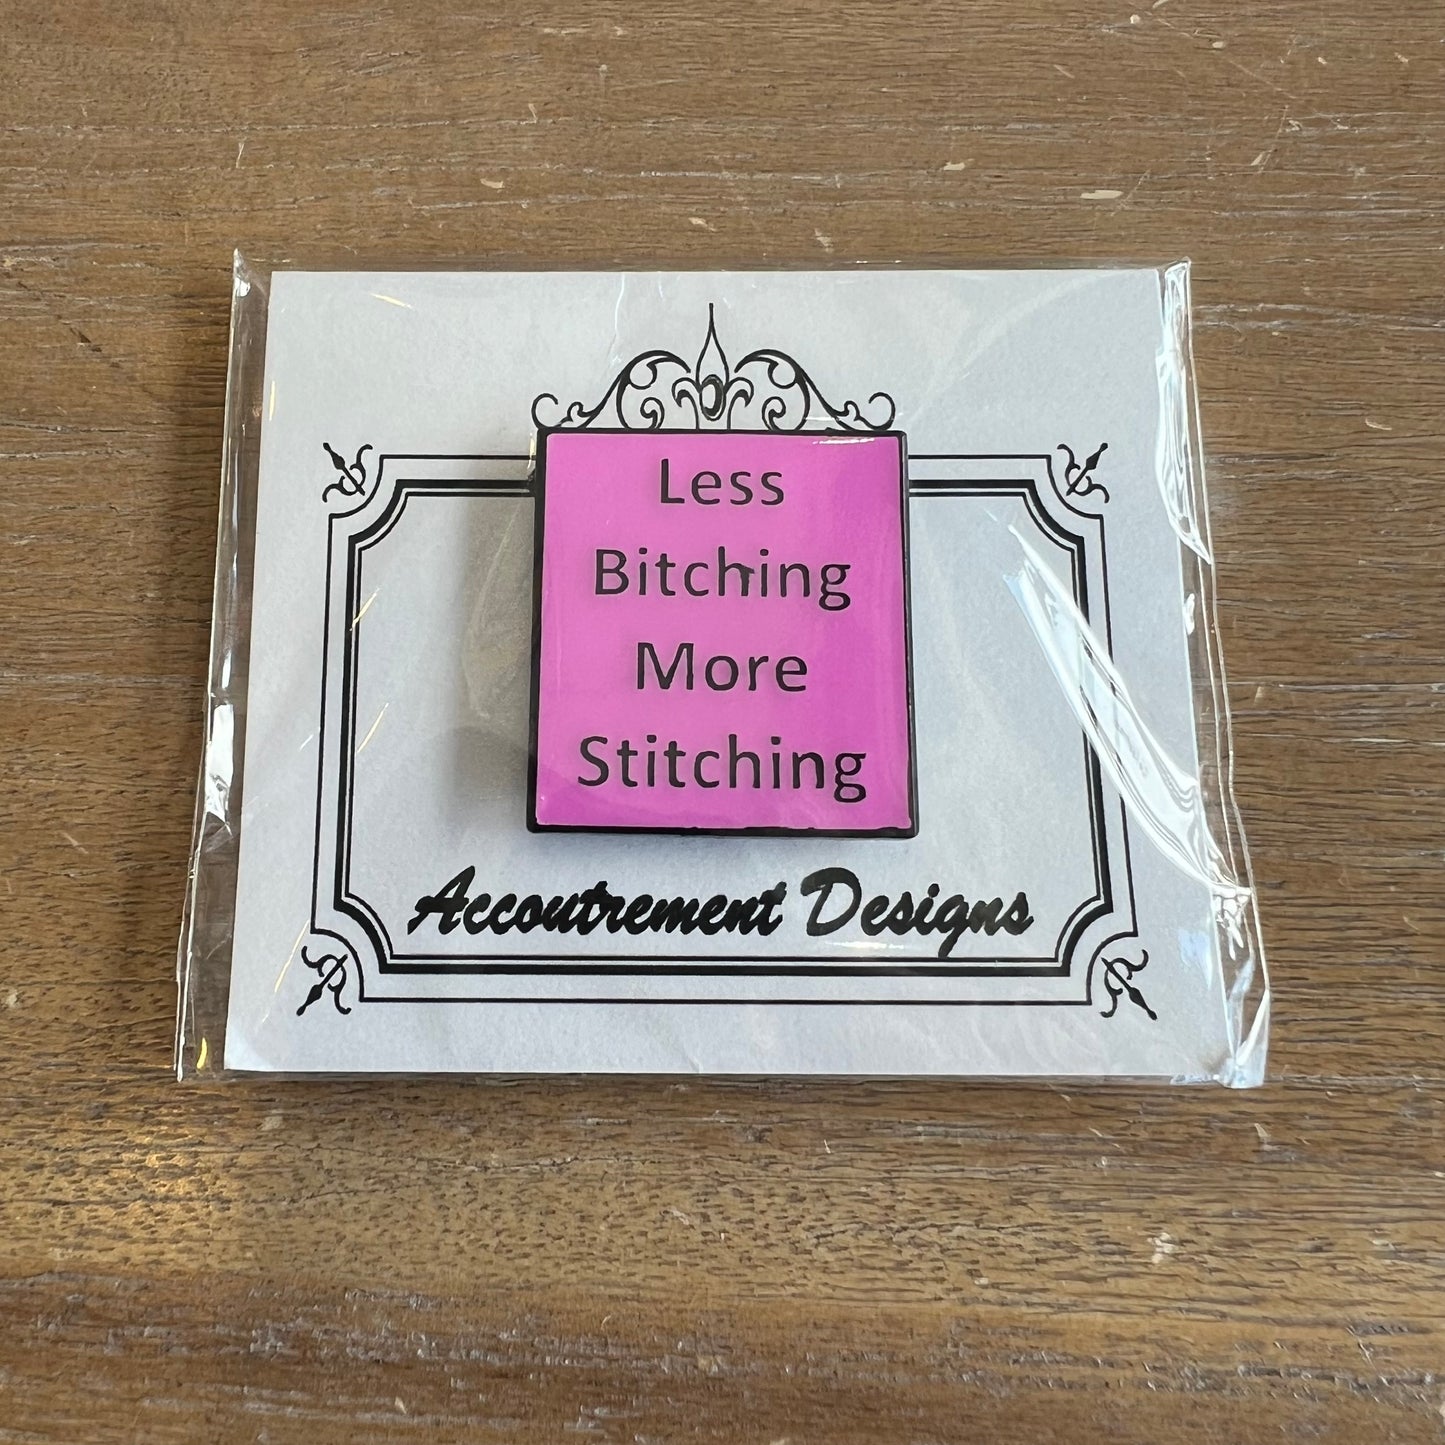 Less
Bitching
More
Stitching
Accoutrement Designs